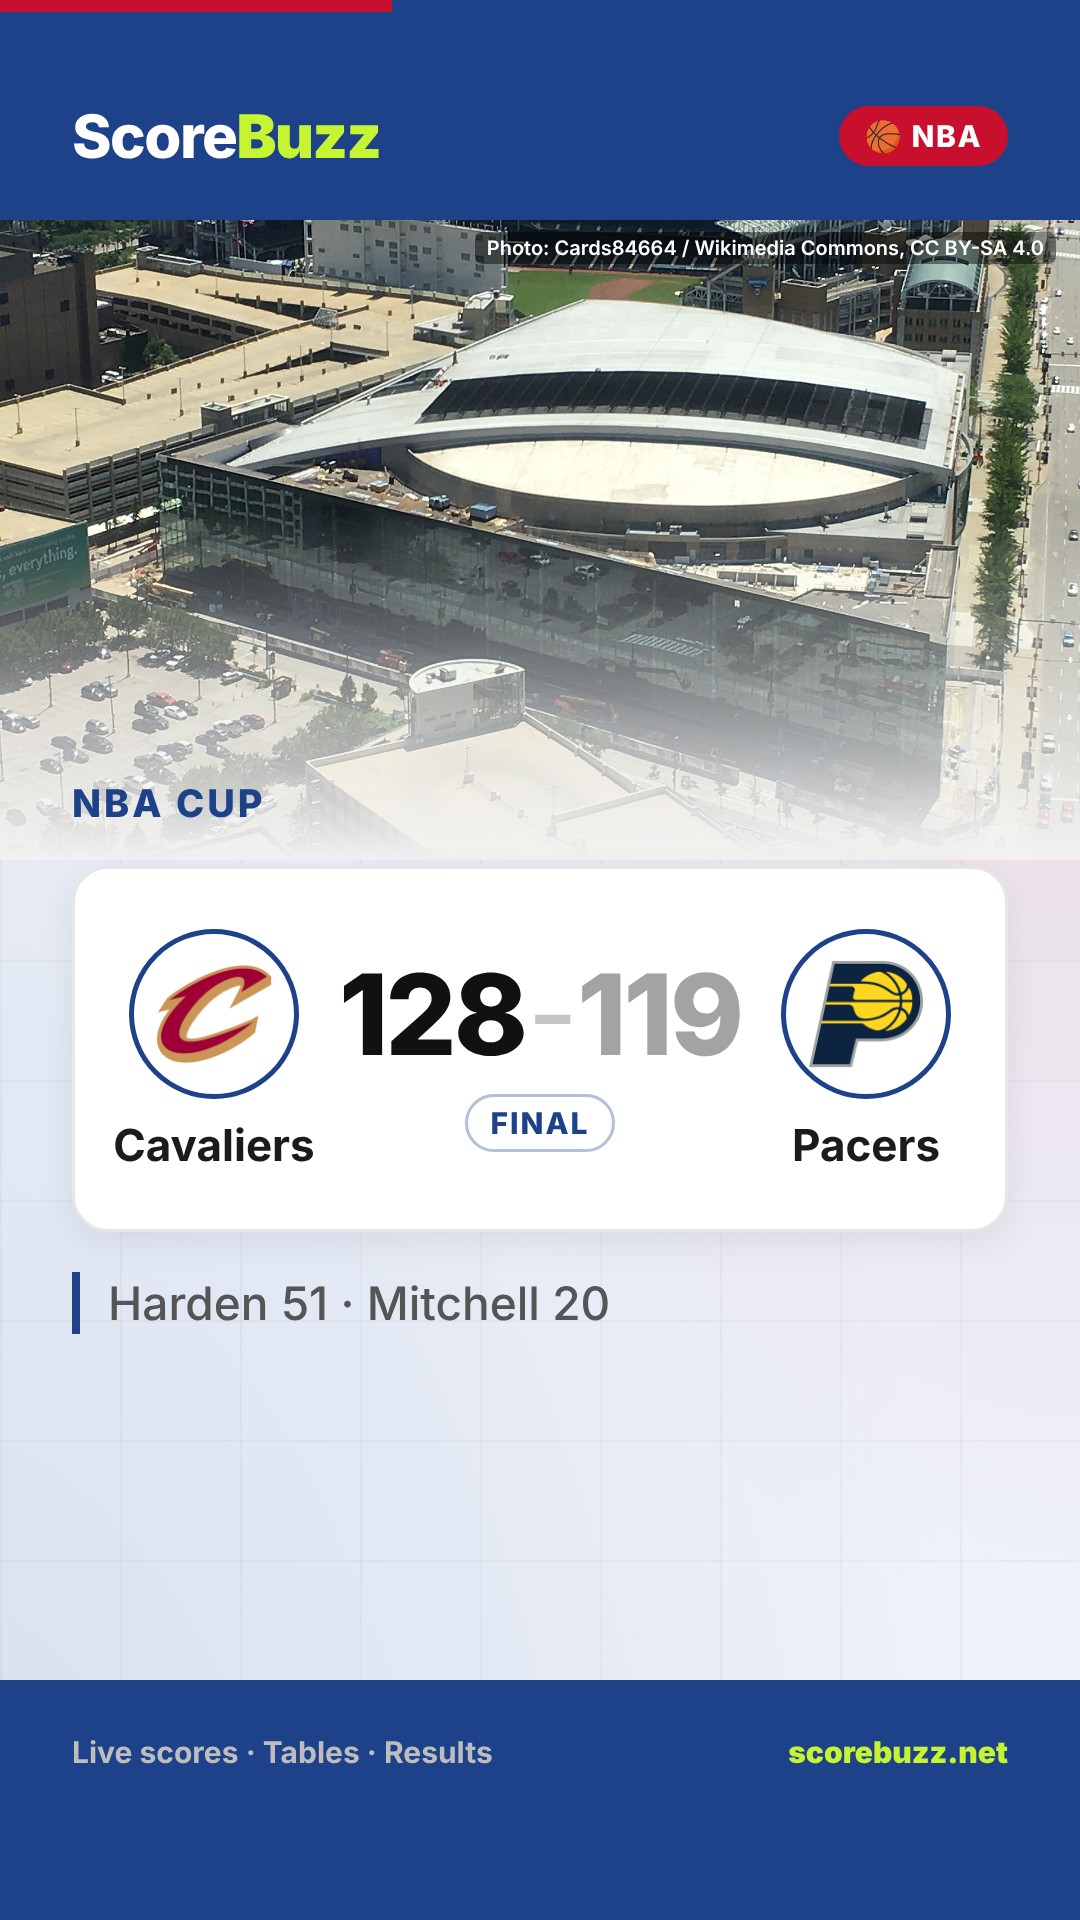 ScoreBuzz
🏀 NBA
Photo: Cards84664 / Wikimedia Commons, CC BY-SA 4.0
, everything.
NBA CUP
128-119
FINAL
Cavaliers
Pacers
Harden 51 · Mitchell 20
Live scores · Tables · Results
scorebuzz.net